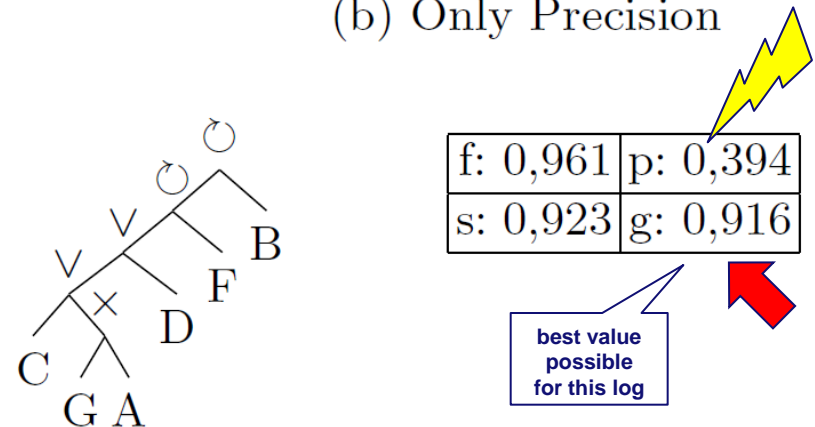 (b) Only Precision
f: 0,961 p: 0,394
s: 0,923 g: 0,916
best value
possible
for this log
↻
↻
∨
B
∨
F
×
D
C
G A